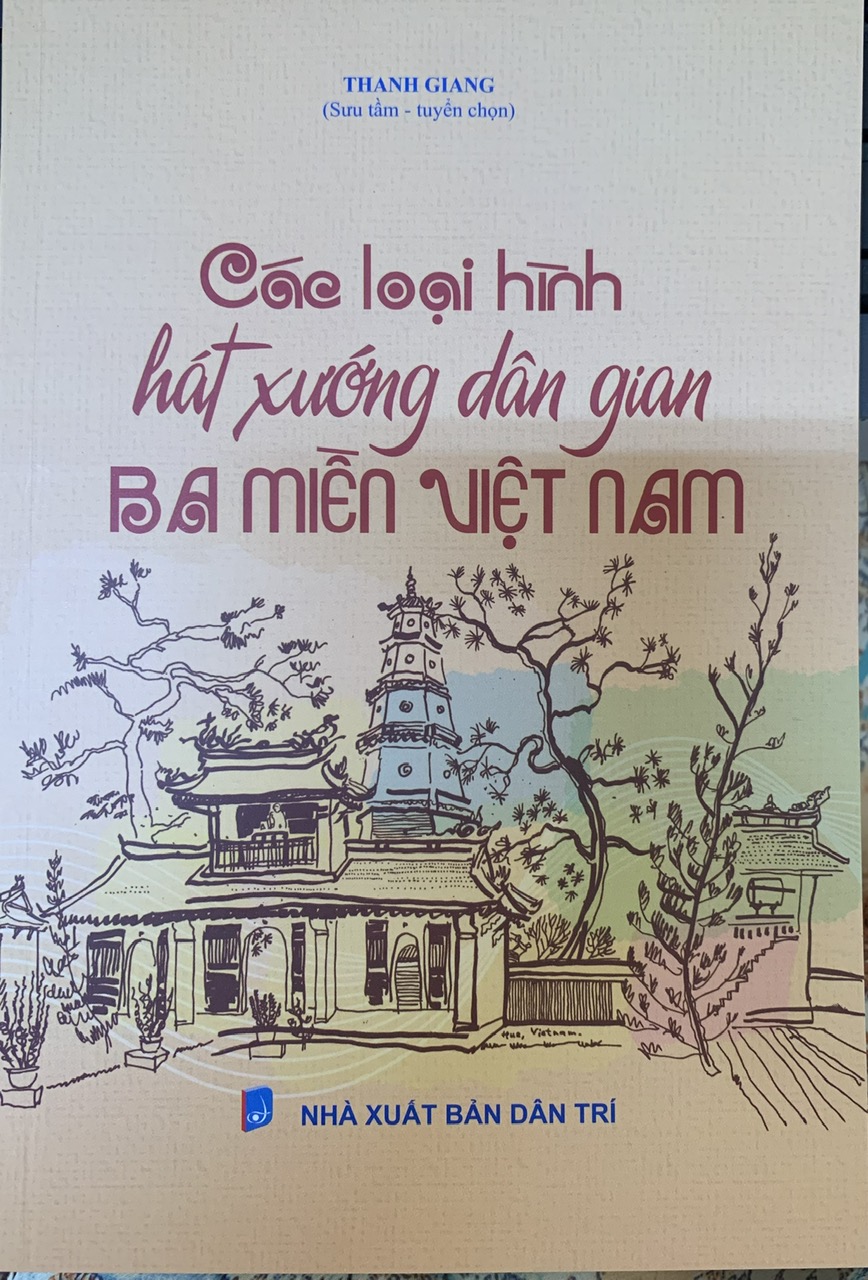 THANH GIANG
(Sưu tầm - tuyển chọn)
Các loại hình
hát xướng dân gian
BA MIỀN VIỆT NAM
Hue, Vietnam.
NHÀ XUẤT BẢN DÂN TRÍ